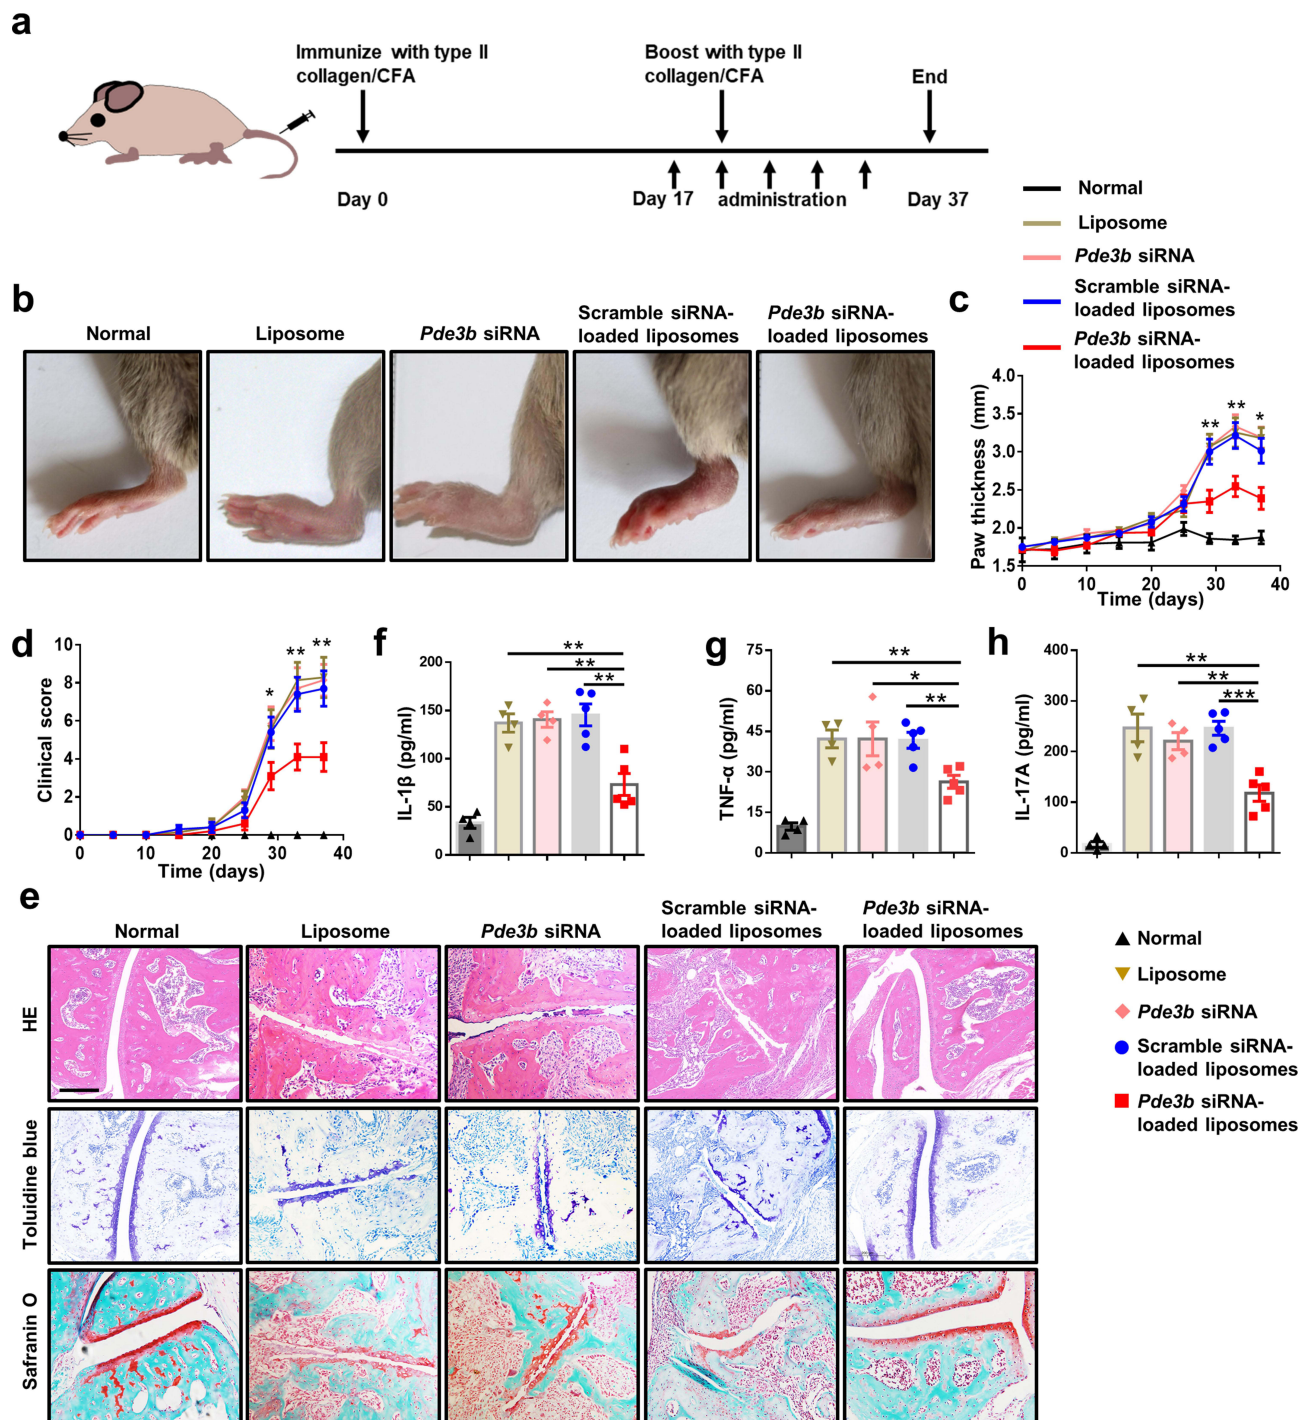 a
Immunize with type II
collagen/CFA
Boost with type II
collagen/CFA
End
Day 0
Day 17
administration
Day 37
Normal
Liposome
Pde3b siRNA
Scramble siRNA-
loaded liposomes
Pde3b siRNA-
loaded liposomes
b
Normal
Liposome
Pde3b siRNA
Scramble siRNA-
loaded liposomes
Pde3b siRNA-
loaded liposomes
c
Paw thickness (mm)
4.0
3.5
3.0
2.5
2.0
1.5
** ** *
0 10 20 30 40
Time (days)
d
Clinical score
10
8
6
4
2
0
* ** **
0 10 20 30 40
Time (days)
f
IL-1β (pg/ml)
200
150
100
50
0
**
**
**
g
TNF-α (pg/ml)
75
60
45
30
15
0
**
*
**
h
IL-17A (pg/ml)
400
300
200
100
0
**
**
***
e
Normal
Liposome
Pde3b siRNA
Scramble siRNA-
loaded liposomes
Pde3b siRNA-
loaded liposomes
HE
Toluidine blue
Safranin O
Normal
Liposome
Pde3b siRNA
Scramble siRNA-
loaded liposomes
Pde3b siRNA-
loaded liposomes